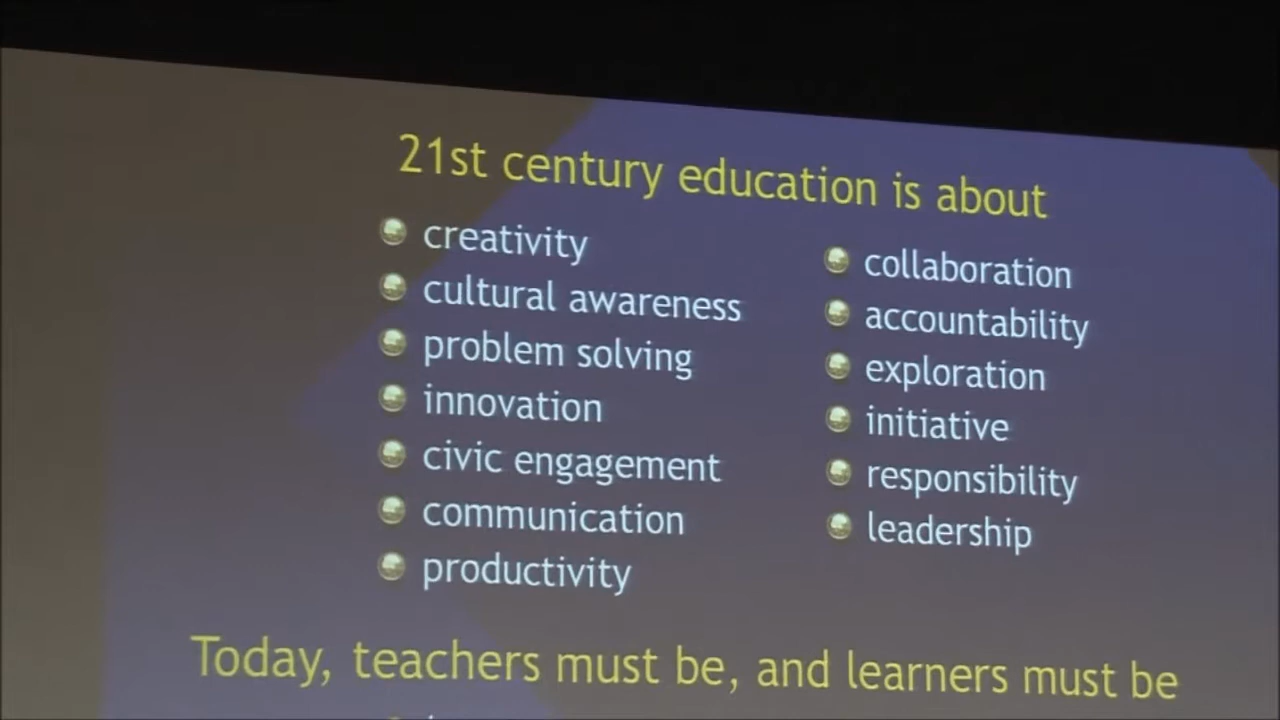 21st century education is about
creativity
cultural awareness
problem solving
innovation
civic engagement
communication
productivity
collaboration
accountability
exploration
initiative
responsibility
leadership
Today, teachers must be, and learners must be